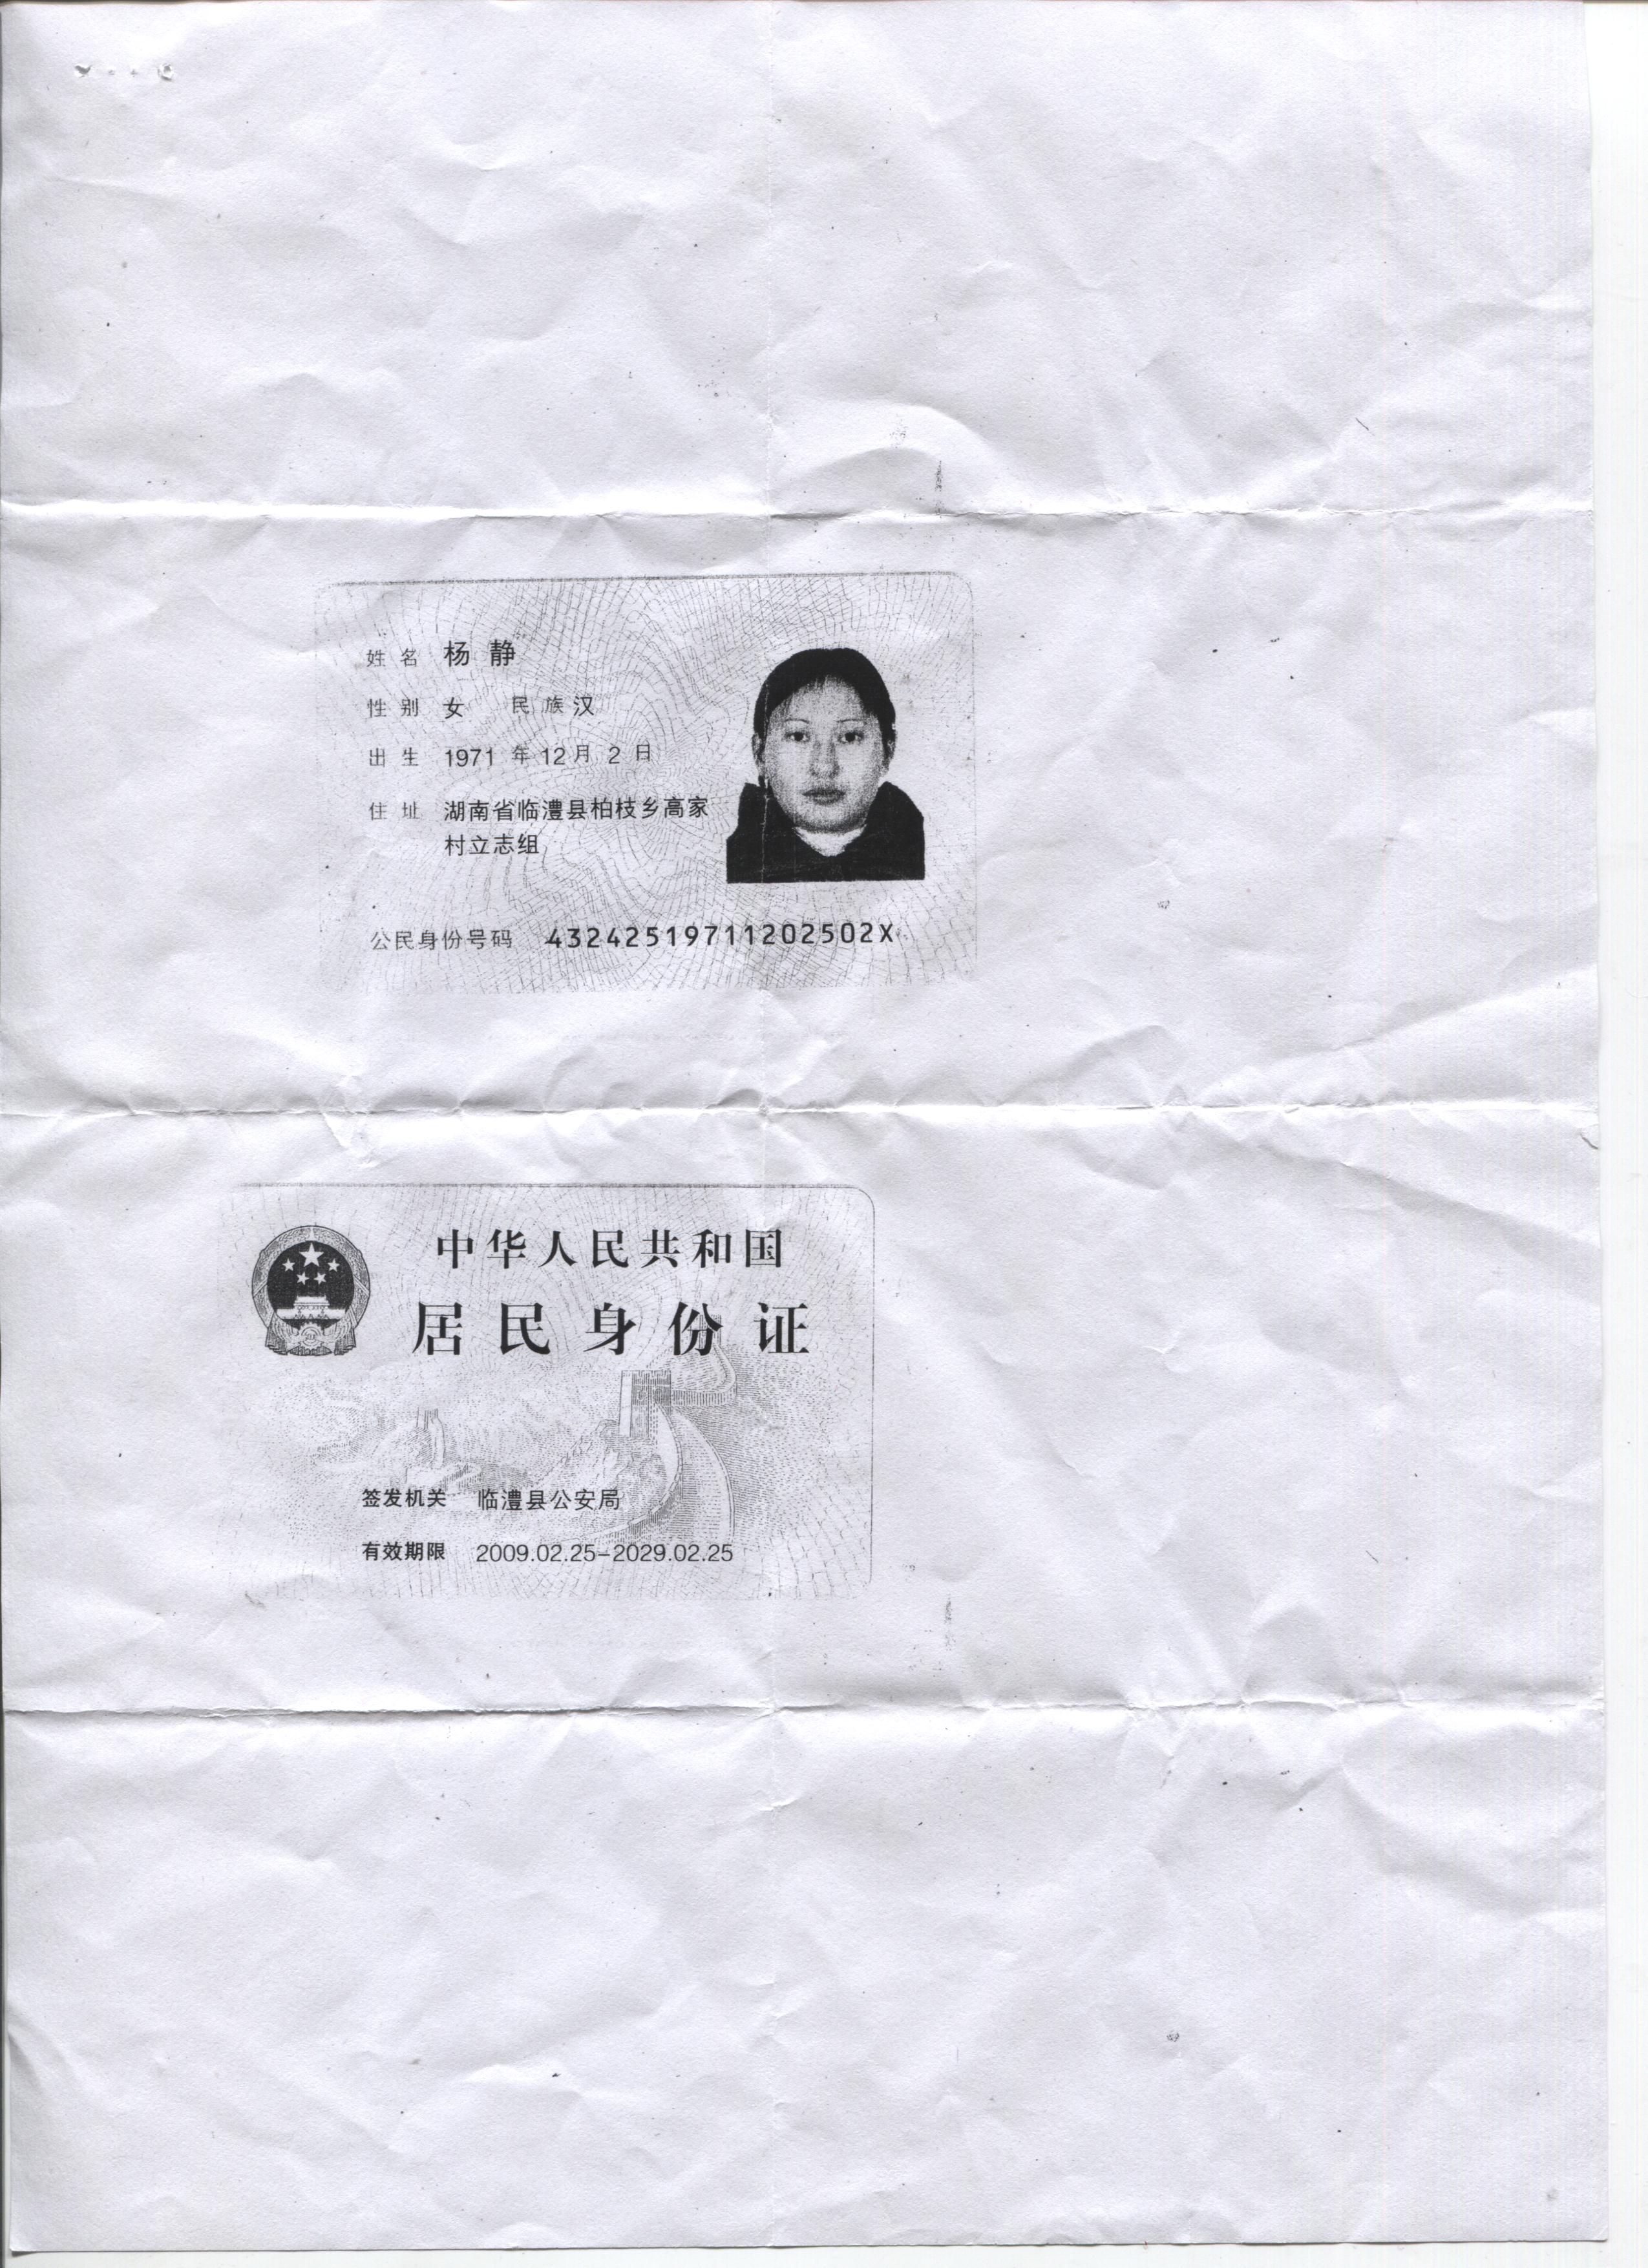 姓名 杨静
性别 女 民族 汉
出生 1971 年 12 月 2 日
住址 湖南省临澧县柏枝乡高家
村立志组
公民身份号码 43242519711202502X
中华人民共和国
居民身份证
签发机关 临澧县公安局
有效期限 2009.02.25-2029.02.25